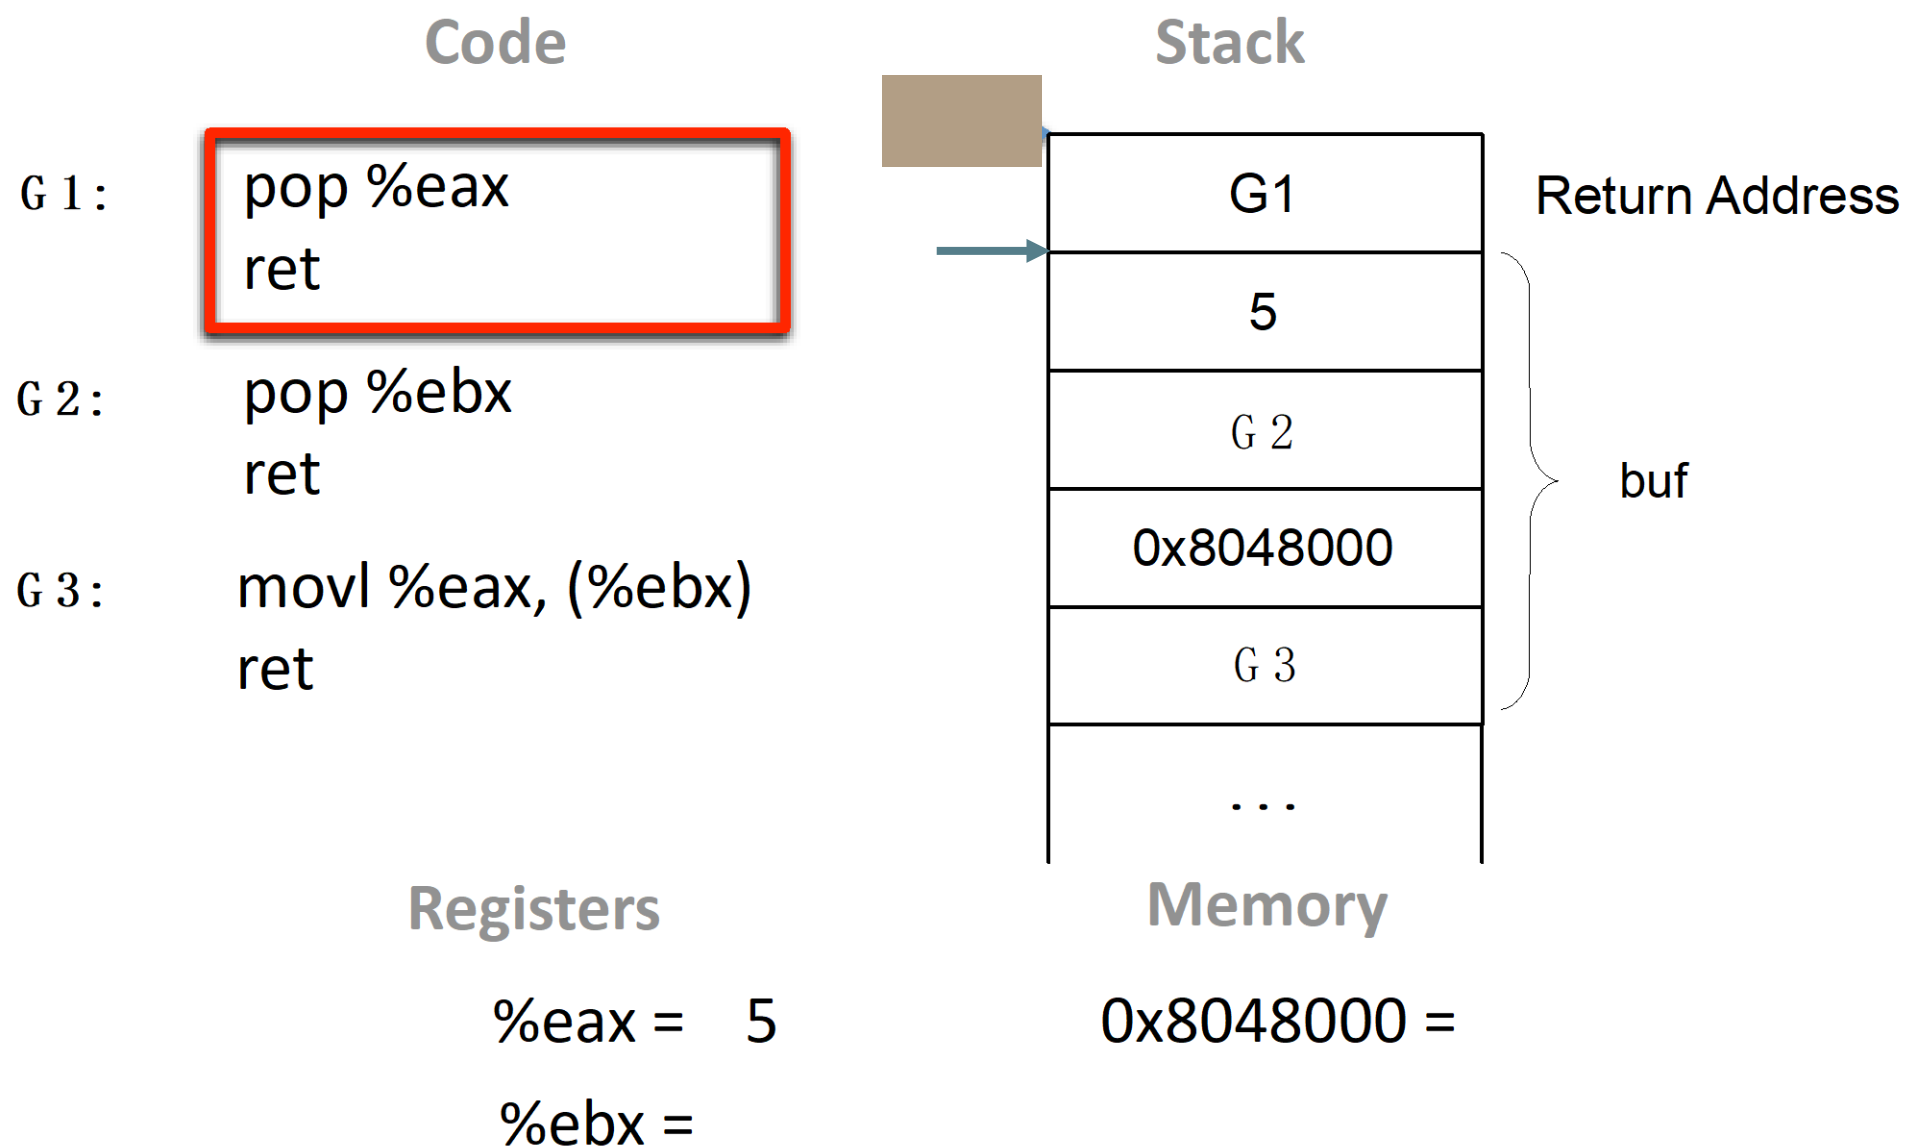 Code
Stack
G1:
pop %eax
ret
G2:
pop %ebx
ret
G3:
movl %eax, (%ebx)
ret
G1
Return Address
5
G2
0x8048000
G3
...
buf
Registers
Memory
%eax = 5
0x8048000 =
%ebx =